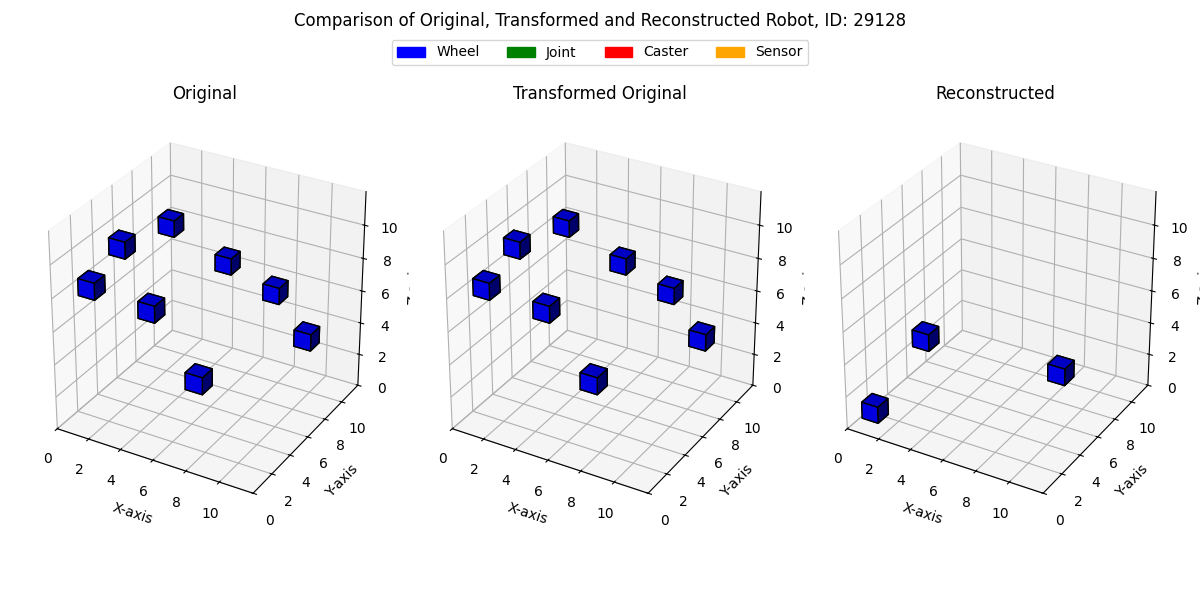 Comparison of Original, Transformed and Reconstructed Robot, ID: 29128
Wheel Joint Caster Sensor
Original
Transformed Original
Reconstructed
0 2 4 6 8 10
X-axis
0 2 4 6 8 10
Y-axis
0 2 4 6 8 10
0 2 4 6 8 10
X-axis
0 2 4 6 8 10
Y-axis
0 2 4 6 8 10
0 2 4 6 8 10
X-axis
0 2 4 6 8 10
Y-axis
0 2 4 6 8 10